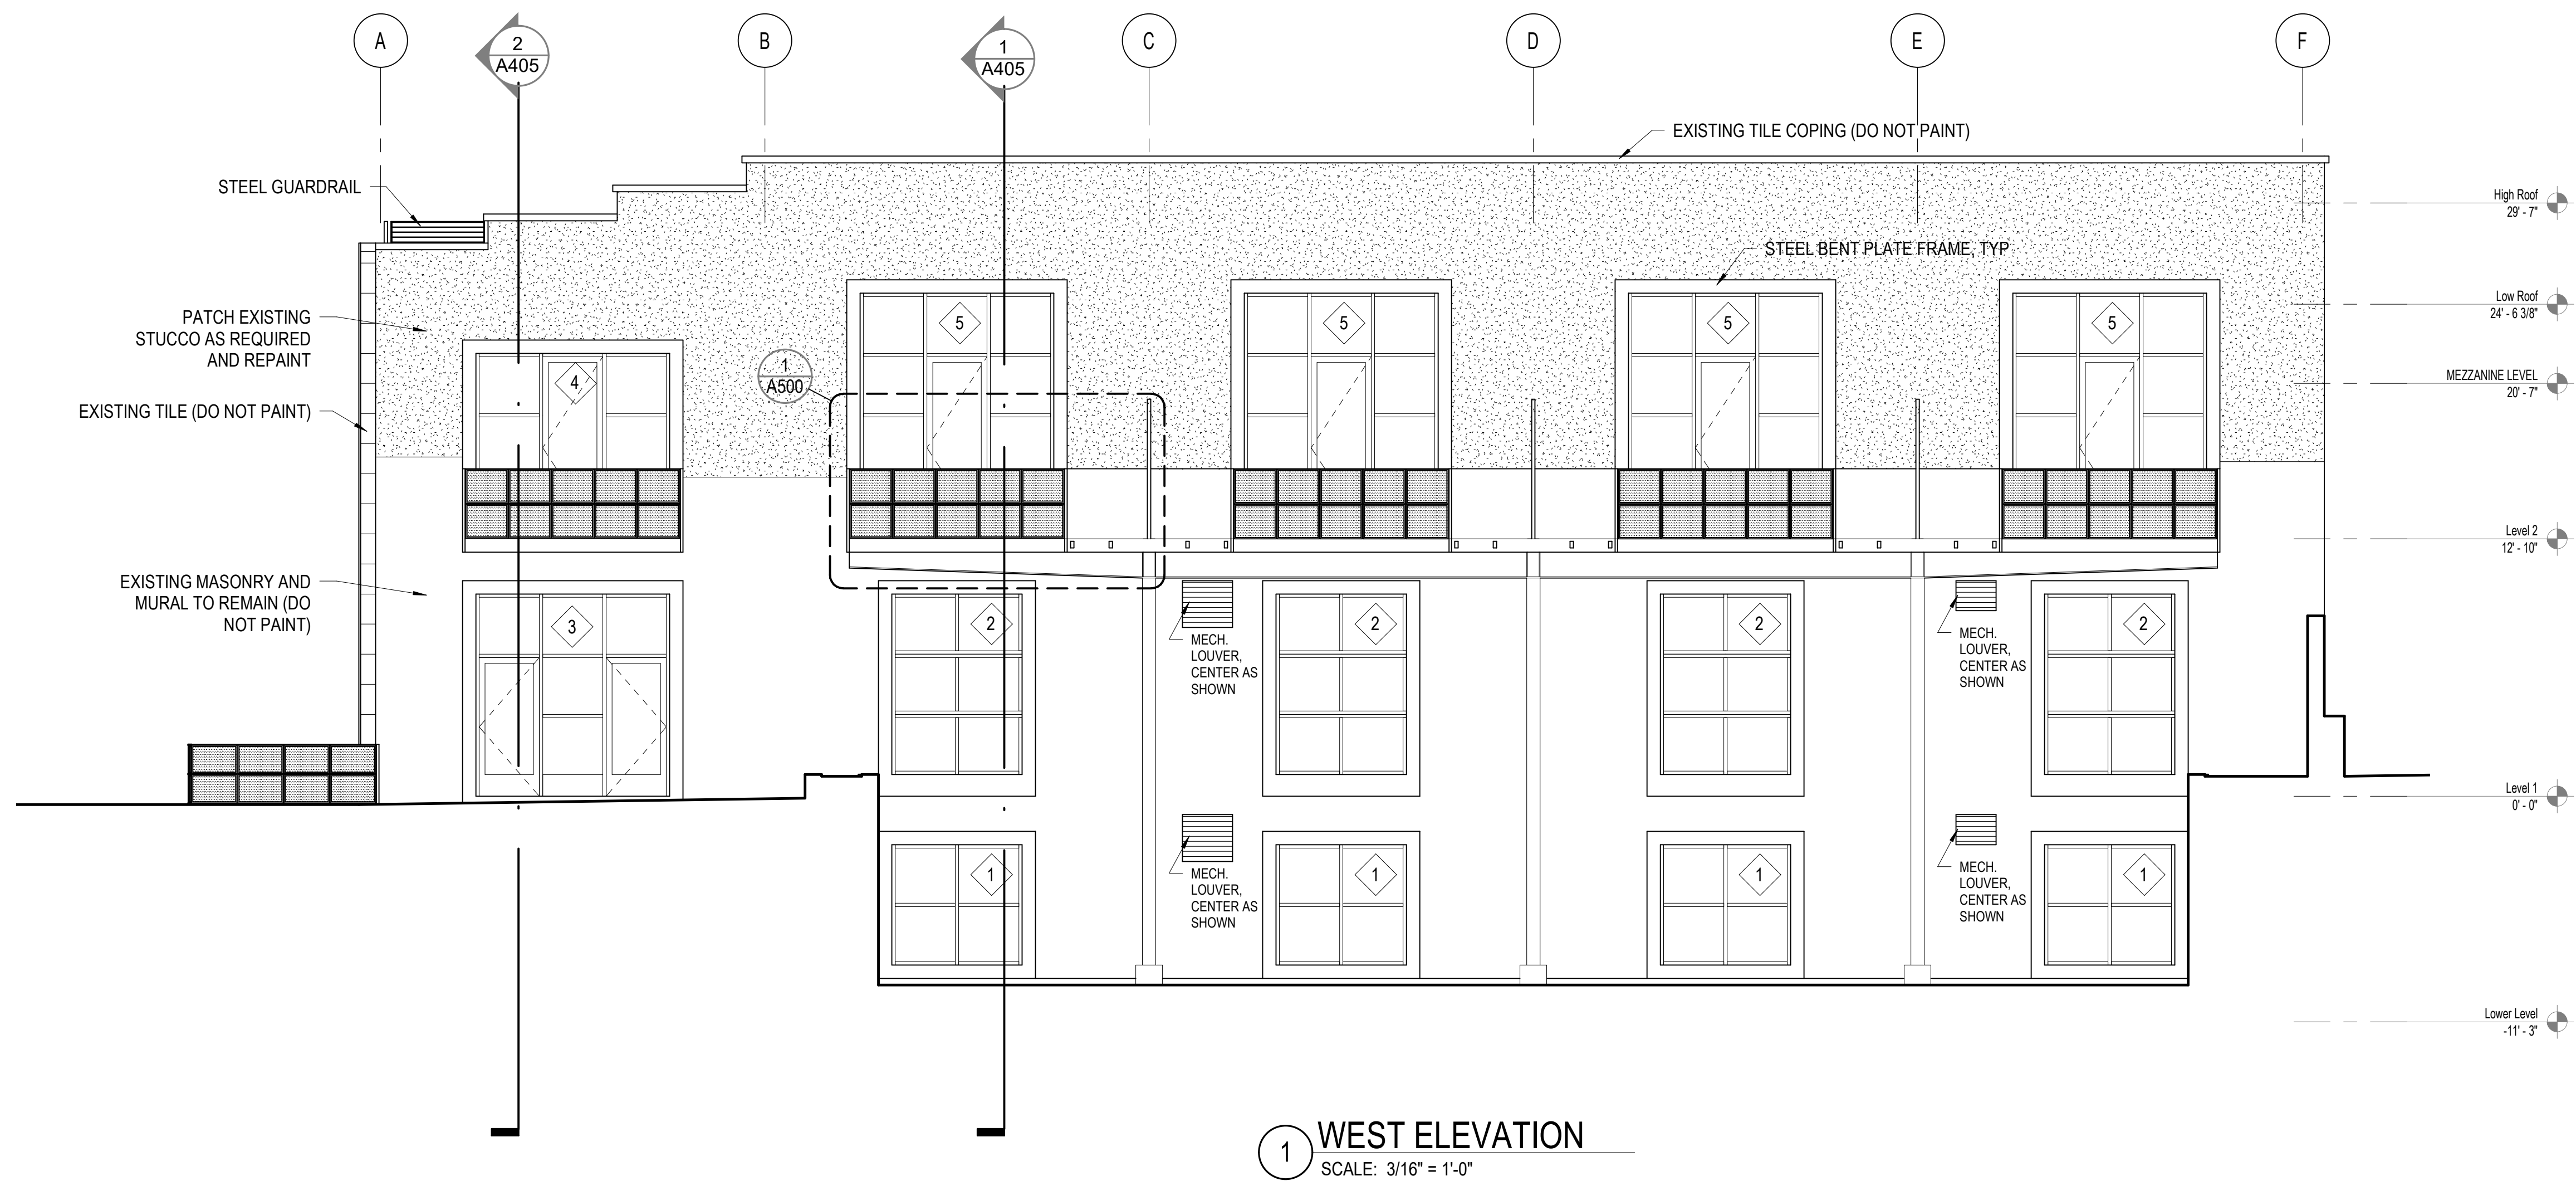 A
2
A405
B
1
A405
C
D
E
F
EXISTING TILE COPING (DO NOT PAINT)
STEEL GUARDRAIL
High Roof
29' - 7"
STEEL BENT PLATE FRAME, TYP
Low Roof
24' - 6 3/8"
PATCH EXISTING
STUCCO AS REQUIRED
AND REPAINT
5
5
5
5
1
A500
4
MEZZANINE LEVEL
20' - 7"
EXISTING TILE (DO NOT PAINT)
Level 2
12' - 10"
EXISTING MASONRY AND
MURAL TO REMAIN (DO
NOT PAINT)
3
2
2
2
2
MECH.
LOUVER,
CENTER AS
SHOWN
MECH.
LOUVER,
CENTER AS
SHOWN
Level 1
0' - 0"
1
1
1
1
MECH.
LOUVER,
CENTER AS
SHOWN
MECH.
LOUVER,
CENTER AS
SHOWN
Lower Level
-11' - 3"
1
WEST ELEVATION
SCALE: 3/16" = 1'-0"